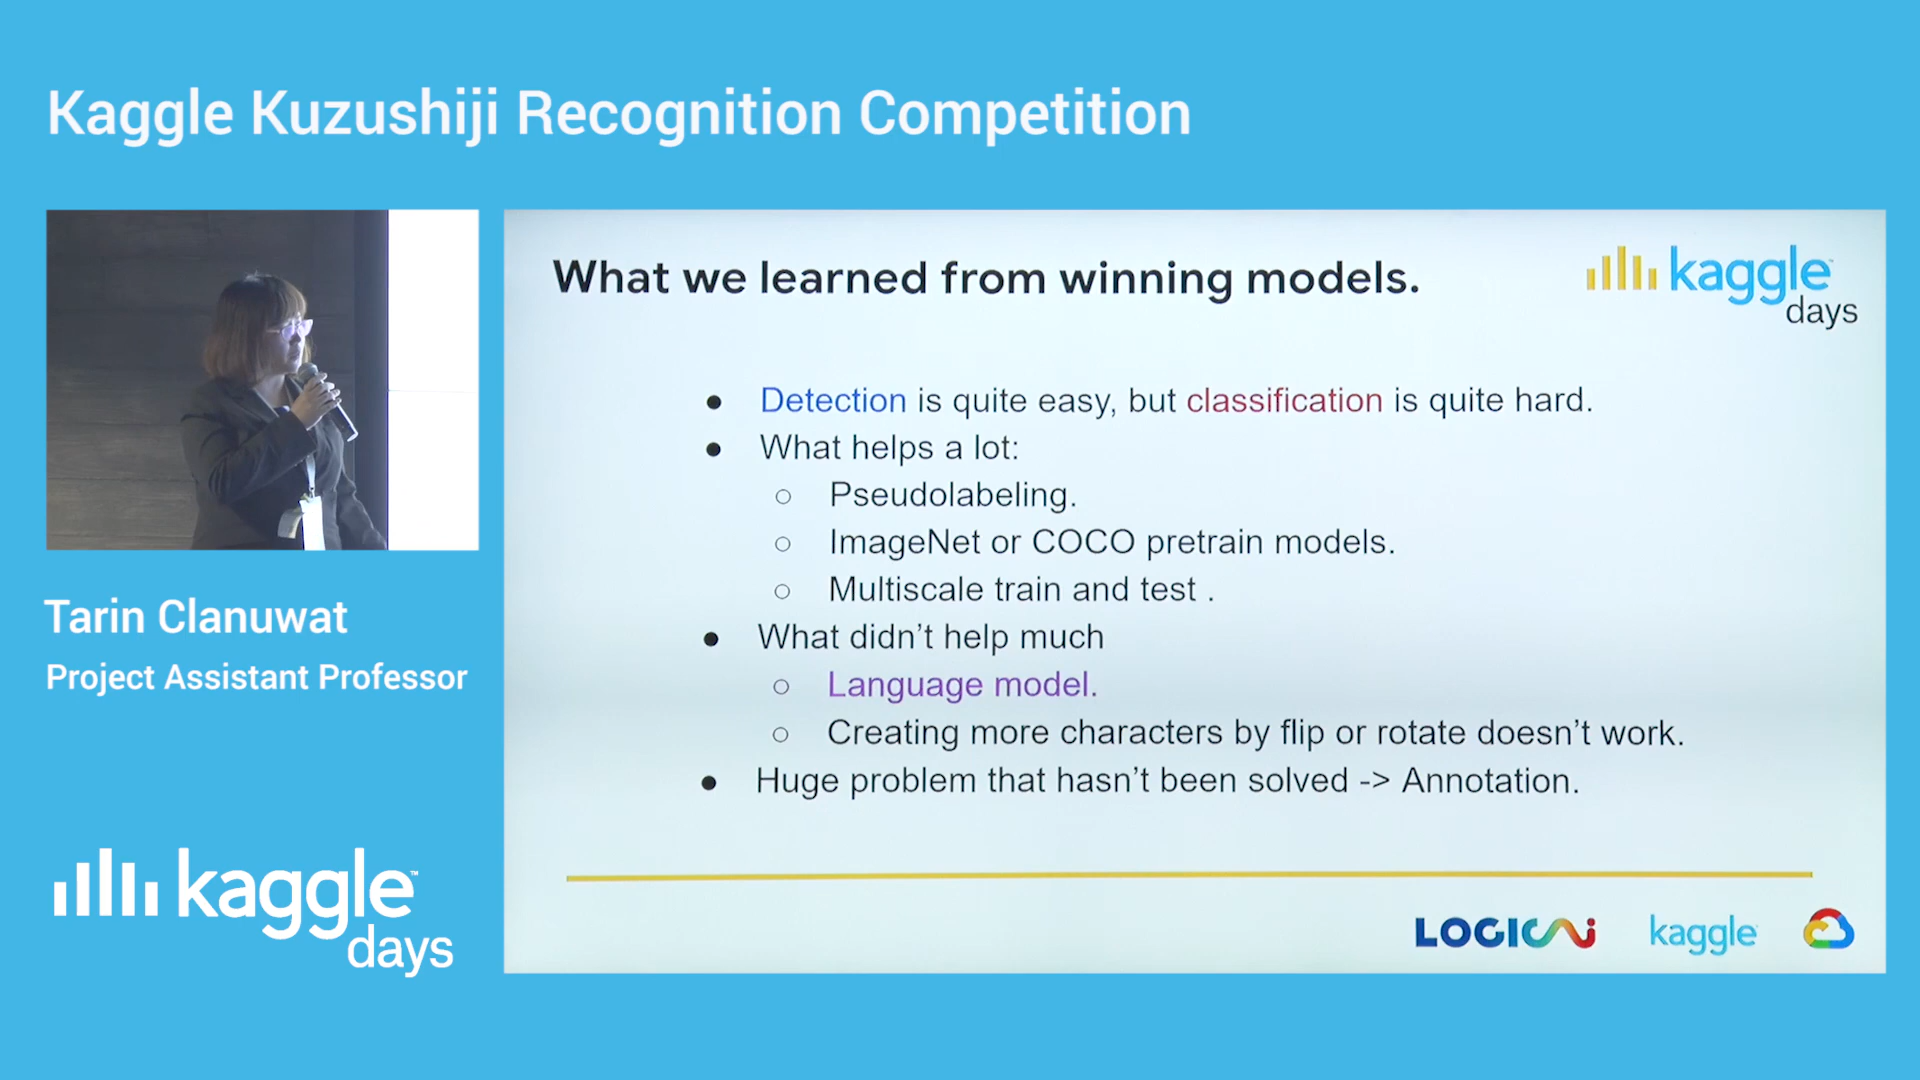 Kaggle Kuzushiji Recognition Competition
What we learned from winning models.
kaggle
days
● Detection is quite easy, but classification is quite hard.
● What helps a lot:
○ Pseudolabeling.
○ ImageNet or COCO pretrain models.
○ Multiscale train and test .
● What didn’t help much
○ Language model.
○ Creating more characters by flip or rotate doesn’t work.
● Huge problem that hasn’t been solved -> Annotation.
LOGICAi kaggle
Tarin Clanuwat
Project Assistant Professor
kaggle™
days